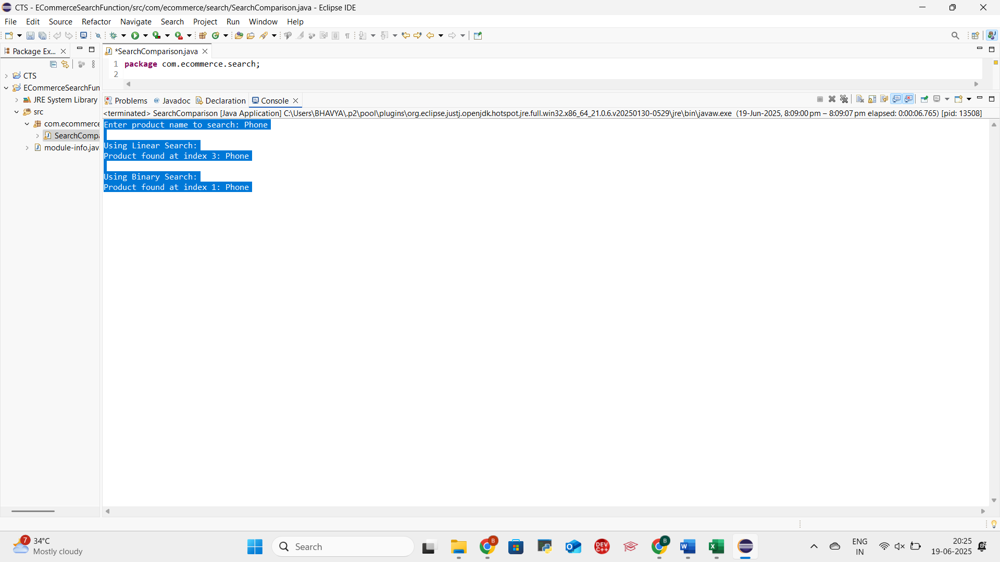 CTS - ECommerceSearchFunction/src/com/ecommerce/search/SearchComparison.java - Eclipse IDE
File Edit Source Refactor Navigate Search Project Run Window Help
Package Ex...
*SearchComparison.java
1 package com.ecommerce.search;
2
CTS
ECommerceSearchFun
JRE System Library
src
com.ecommerce
SearchCompa
module-info.jav
Problems Javadoc Declaration Console
<terminated> SearchComparison [Java Application] C:\Users\BHAVYA\.p2\pool\plugins\org.eclipse.justj.openjdk.hotspot.jre.full.win32.x86_64_21.0.6.v20250130-0529\jre\bin\javaw.exe (19-Jun-2025, 8:09:00 pm – 8:09:07 pm elapsed: 0:00:06.765) [pid: 13508]
Enter product name to search: Phone
Using Linear Search:
Product found at index 3: Phone
Using Binary Search:
Product found at index 1: Phone
7
34°C
Mostly cloudy
Search
B
DEV C++
B
ENG
IN
20:25
19-06-2025